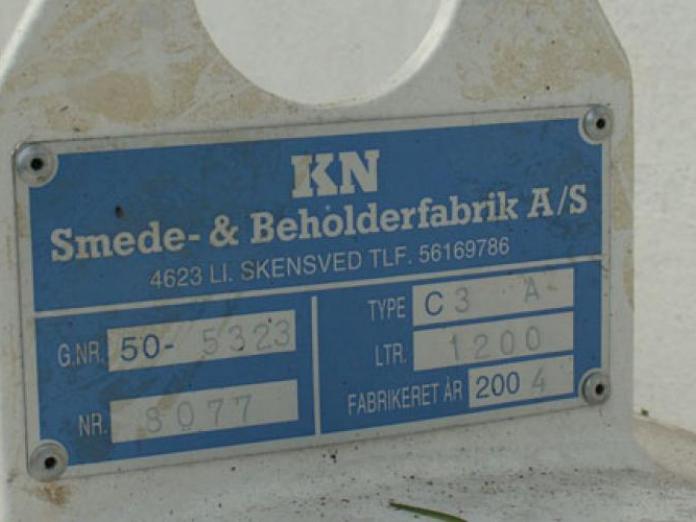 KN
Smede- & Beholderfabrik A/S
4623 LI. SKENSVED TLF. 56169786
G.NR. 50- 5323
NR. 8077
TYPE C 3 A
LTR. 1200
FABRIKERET ÅR 2004